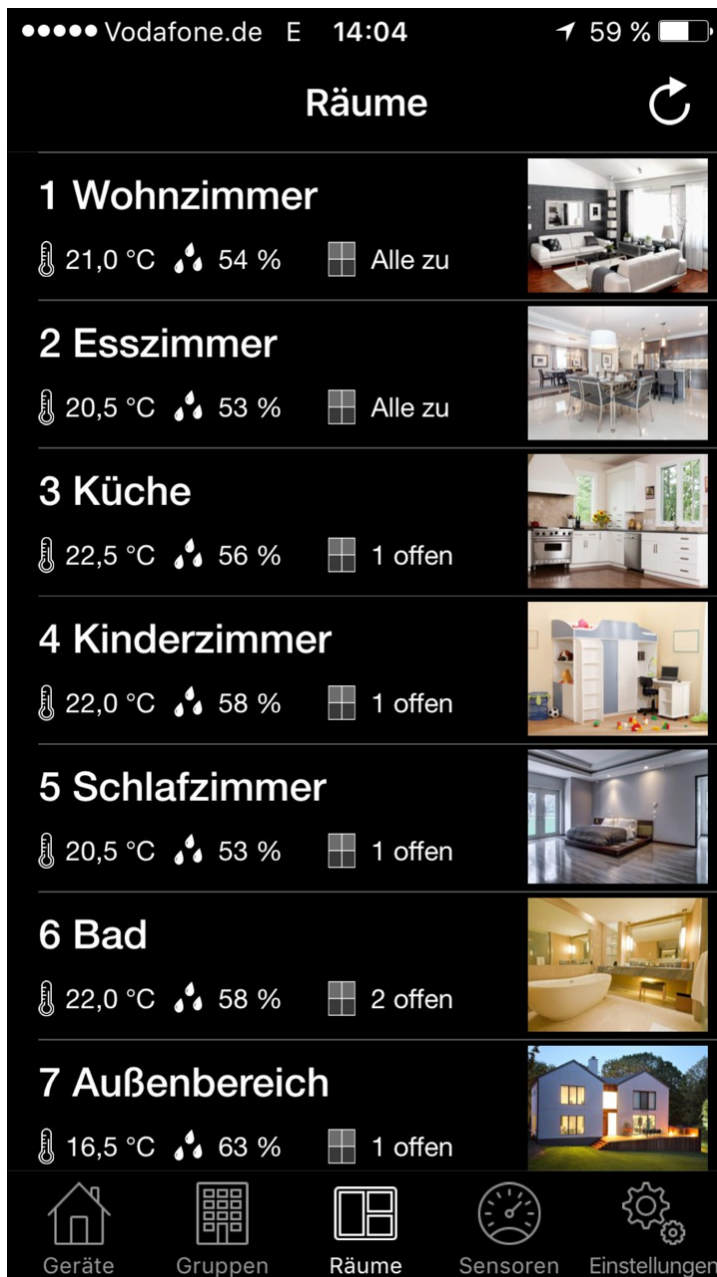 Vodafone.de E 14:04 59 %
Räume
1 Wohnzimmer
21,0 °C 54 % Alle zu
2 Esszimmer
20,5 °C 53 % Alle zu
3 Küche
22,5 °C 56 % 1 offen
4 Kinderzimmer
22,0 °C 58 % 1 offen
5 Schlafzimmer
20,5 °C 53 % 1 offen
6 Bad
22,0 °C 58 % 2 offen
7 Außenbereich
16,5 °C 63 % 1 offen
Geräte Gruppen Räume Sensoren Einstellungen